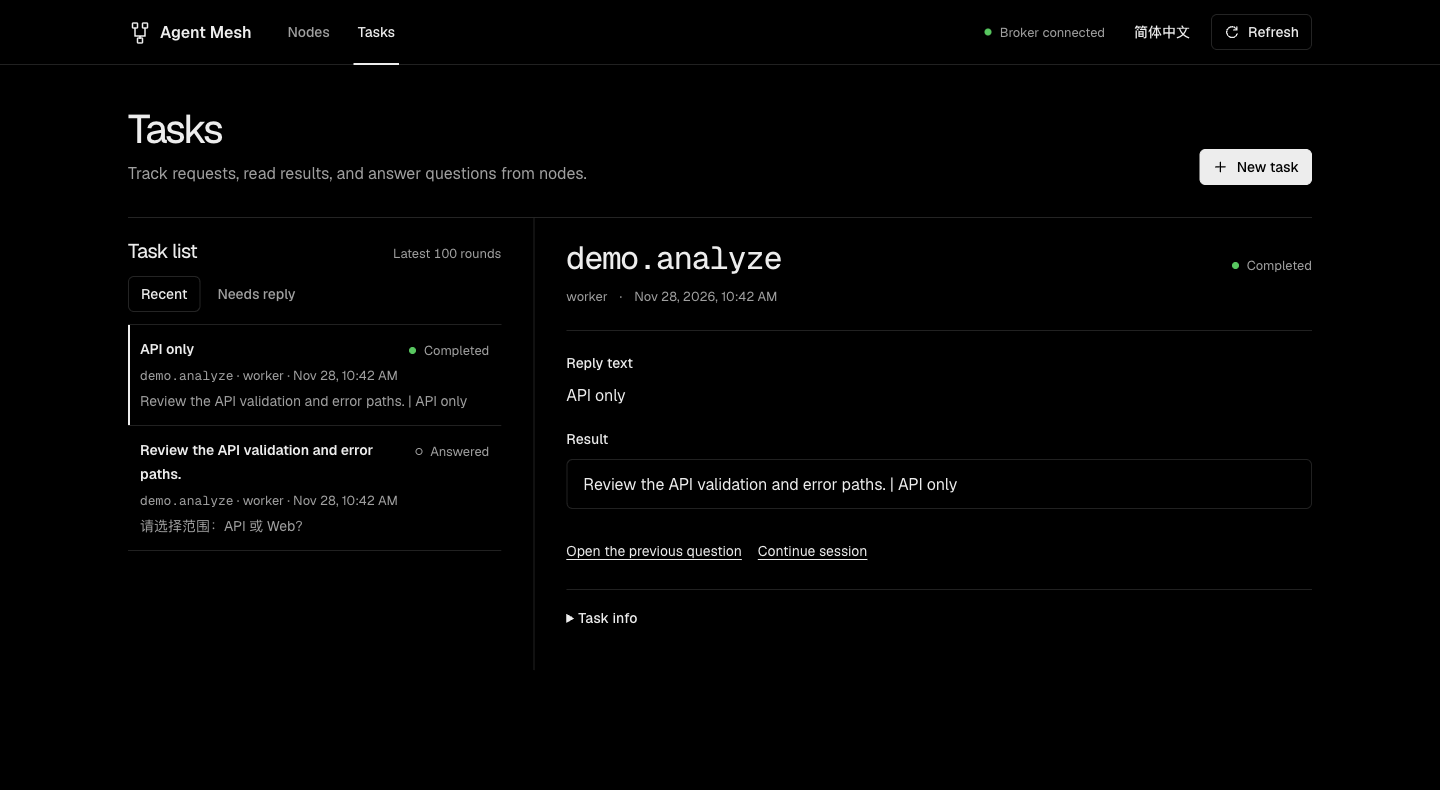 Agent Mesh
Nodes
Tasks
Broker connected
简体中文
Refresh
Tasks
Track requests, read results, and answer questions from nodes.
New task
Task list
Latest 100 rounds
Recent
Needs reply
API only
Completed
demo.analyze · worker · Nov 28, 10:42 AM
Review the API validation and error paths. | API only
Review the API validation and error
paths.
Answered
demo.analyze · worker · Nov 28, 10:42 AM
请选择范围：API 或 Web?
demo.analyze
Completed
worker · Nov 28, 2026, 10:42 AM
Reply text
API only
Result
Review the API validation and error paths. | API only
Open the previous question
Continue session
Task info